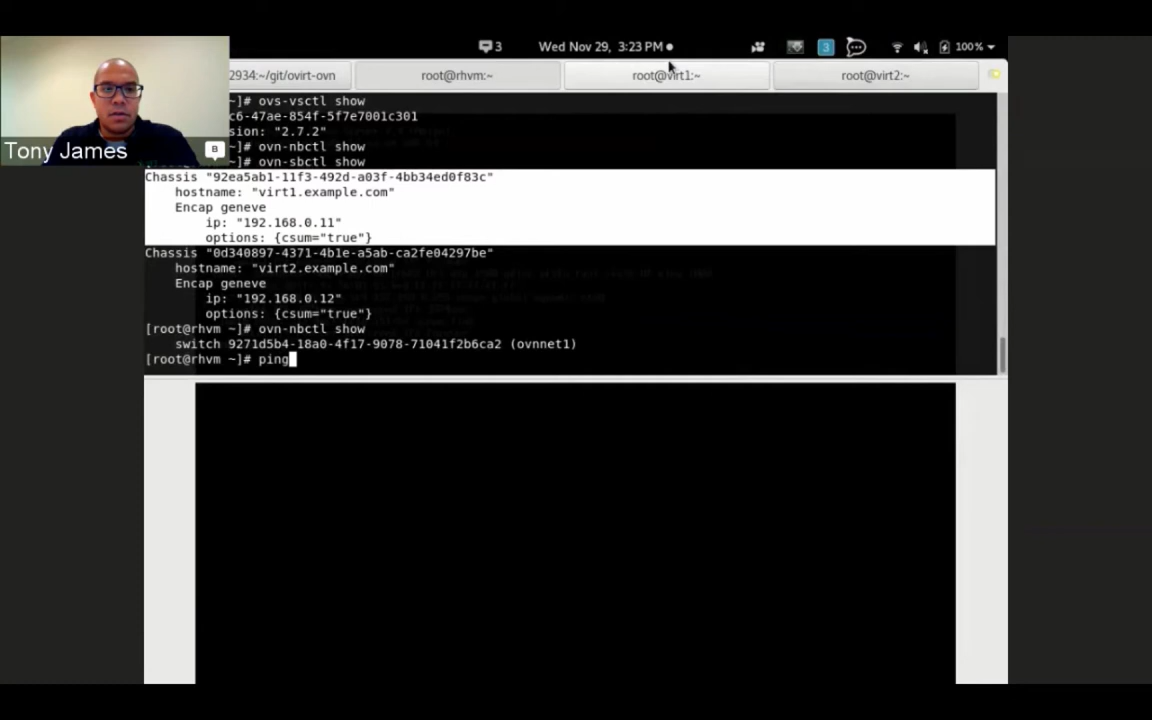 3
Wed Nov 29, 3:23 PM
3
100%
2934:~/git/ovirt-ovn
root@rhvm:~
root@virt1:~
root@virt2:~
~]# ovs-vsctl show
c6-47ae-854f-5f7e7001c301
sion: "2.7.2"
~]# ovn-nbctl show
~]# ovn-sbctl show
Tony James
B
Chassis "92ea5ab1-11f3-492d-a03f-4bb34ed0f83c"
hostname: "virt1.example.com"
Encap geneve
ip: "192.168.0.11"
options: {csum="true"}
Chassis "0d340897-4371-4b1e-a5ab-ca2fe04297be"
hostname: "virt2.example.com"
Encap geneve
ip: "192.168.0.12"
options: {csum="true"}
[root@rhvm ~]# ovn-nbctl show
switch 9271d5b4-18a0-4f17-9078-71041f2b6ca2 (ovnnet1)
[root@rhvm ~]# ping